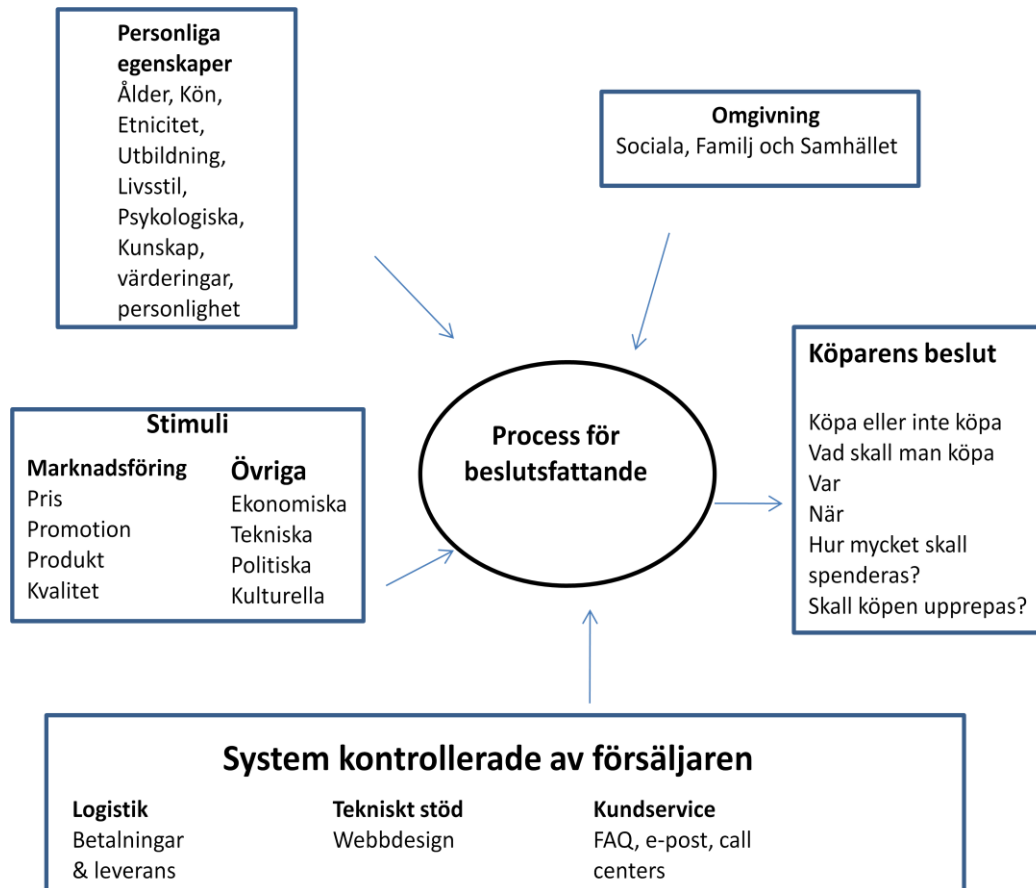 Personliga
egenskaper
Ålder, Kön,
Etnicitet,
Utbildning,
Livsstil,
Psykologiska,
Kunskap,
värderingar,
personlighet
Omgivning
Sociala, Familj och Samhället
Stimuli
Marknadsföring
Pris
Promotion
Produkt
Kvalitet
Övriga
Ekonomiska
Tekniska
Politiska
Kulturella
Process för
beslutsfattande
Köparens beslut
Köpa eller inte köpa
Vad skall man köpa
Var
När
Hur mycket skall
spenderas?
Skall köpen upprepas?
System kontrollerade av försäljaren
Logistik
Betalningar
& leverans
Tekniskt stöd
Webbdesign
Kundservice
FAQ, e-post, call
centers